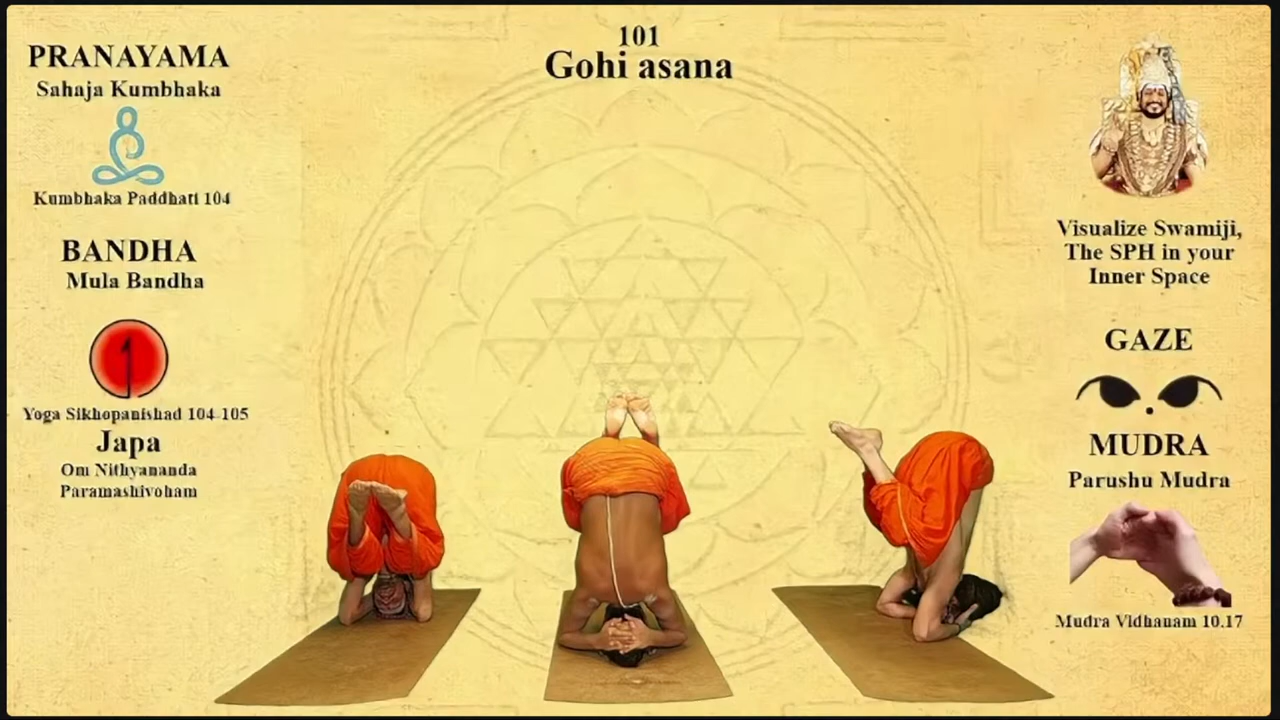 101
Gohi asana
PRANAYAMA
Sahaja Kumbhaka
Kumbhaka Paddhati 104
BANDHA
Mula Bandha
Yoga Sikhopanishad 104-105
Japa
Om Nithyananda
Paramashivoham
Visualize Swamiji,
The SPH in your
Inner Space
GAZE
MUDRA
Parushu Mudra
Mudra Vidhanam 10.17